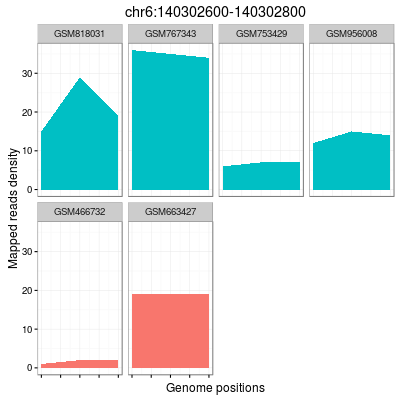 chr6:140302600-140302800
GSM818031 GSM767343 GSM753429 GSM956008
30
20
10
0
Mapped reads density
GSM466732 GSM663427
30
20
10
0
Genome positions